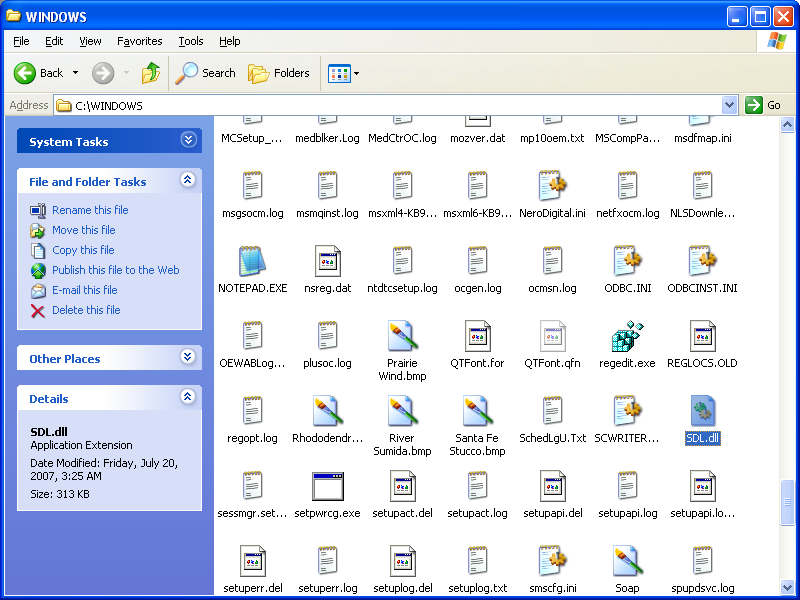 WINDOWS
File Edit View Favorites Tools Help
Back Search Folders
Address C:\WINDOWS Go
System Tasks
File and Folder Tasks
Rename this file
Move this file
Copy this file
Publish this file to the Web
E-mail this file
Delete this file
Other Places
Details
SDL.dll
Application Extension
Date Modified: Friday, July 20,
2007, 3:25 AM
Size: 313 KB
MCSetup_... medblker.Log MedCtrOC.log mozver.dat mp10oem.txt MSCompPa... msdfmap.ini
msgsocm.log msmqinst.log msxml4-KB9... msxml6-KB9... NeroDigital.ini netfxocm.log NLSDownle...
NOTEPAD.EXE nsreg.dat ntdtcsetup.log ocgen.log ocmsn.log ODBC.INI ODBCINST.INI
OEWABLog... plusoc.log Prairie QTFont.for QTFont.qfn regedit.exe REGLOCS.OLD
Wind.bmp
regopt.log Rhododendr... River Santa Fe SchedLgU.Txt SCWRITER... SDL.dll
Sumida.bmp Stucco.bmp
sessmgr.set... setpwrcg.exe setupact.del setupact.log setupapi.del setupapi.log setupapi.lo...
setuperr.del setuperr.log setuplog.del setuplog.txt smscfg.ini Soap spupdsvc.log